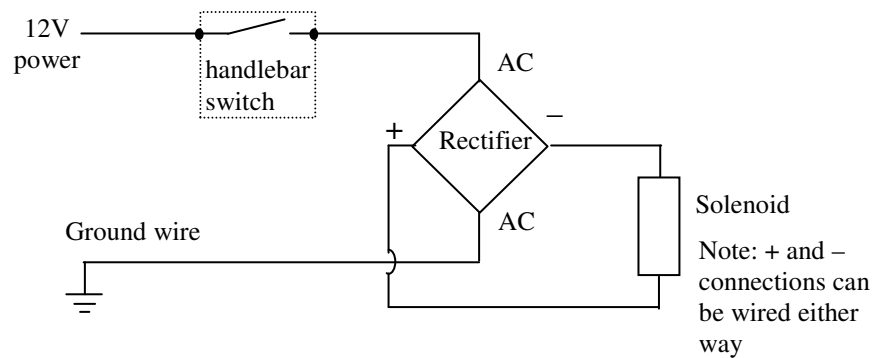 12V
power
handlebar
switch
AC
+
Rectifier
–
AC
Solenoid
Ground wire
Note: + and –
connections can
be wired either
way